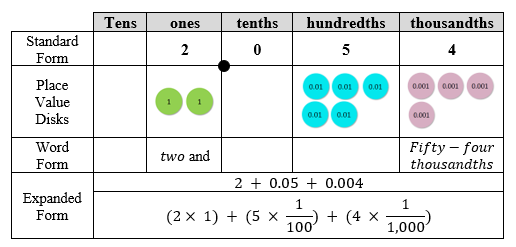 Tens ones tenths hundredths thousandths
Standard Form 2 0 5 4
Place Value Disks
1 1
0.01 0.01 0.01
0.01 0.01
0.001 0.001 0.001
0.001
Word Form two and Fifty − four thousandths
Expanded Form
2 + 0.05 + 0.004
(2 × 1) + (5 × 1/100) + (4 × 1/1,000)